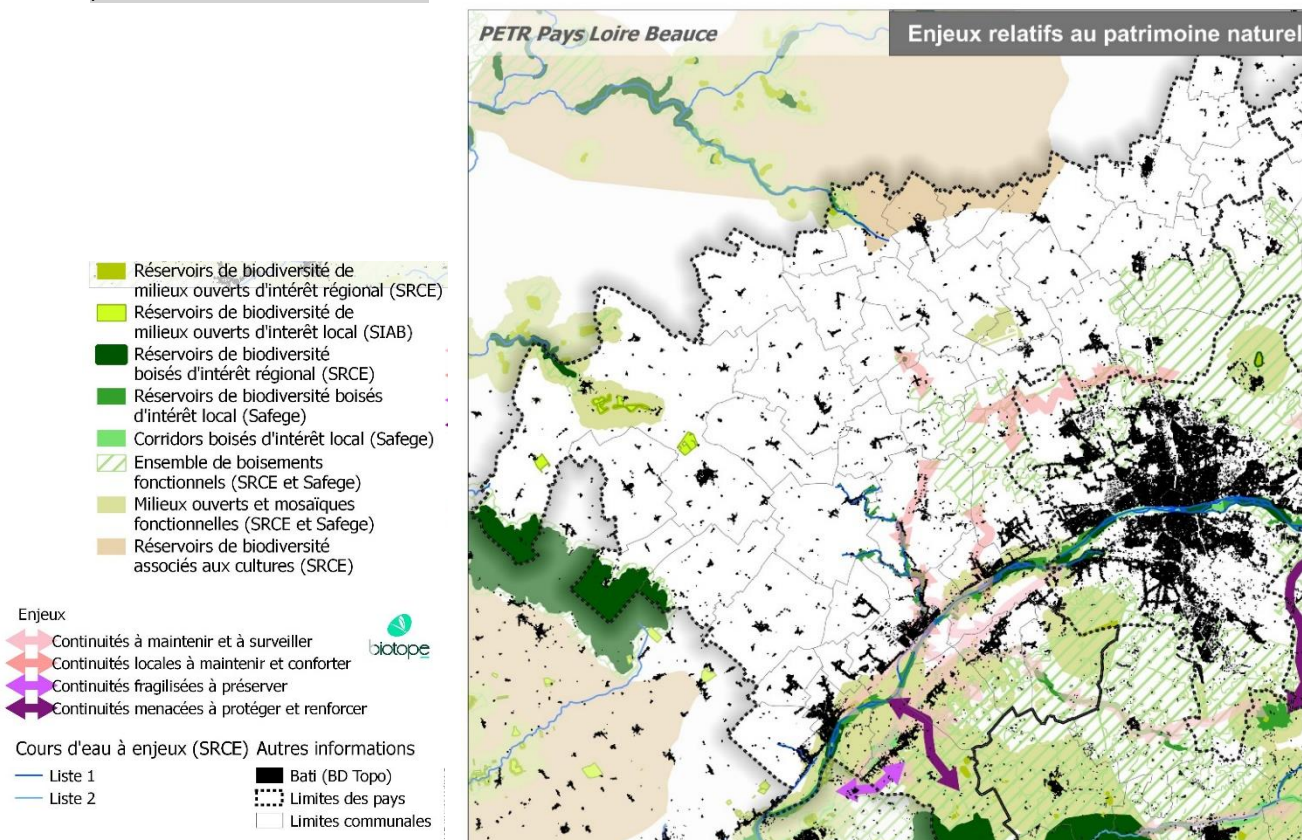 PETR Pays Loire Beauce
Enjeux relatifs au patrimoine naturel
Réservoirs de biodiversité de
milieux ouverts d'intérêt régional (SRCE)
Réservoirs de biodiversité de
milieux ouverts d'interêt local (SIAB)
Réservoirs de biodiversité
boisés d'intérêt régional (SRCE)
Réservoirs de biodiversité boisés
d'intérêt local (Safege)
Corridors boisés d'intérêt local (Safege)
Ensemble de boisements
fonctionnels (SRCE et Safege)
Milieux ouverts et mosaïques
fonctionnelles (SRCE et Safege)
Réservoirs de biodiversité
associés aux cultures (SRCE)
Enjeux
Continuités à maintenir et à surveiller
Continuités locales à maintenir et conforter
Continuités fragilisées à préserver
Continuités menacées à protéger et renforcer
biotope
Cours d'eau à enjeu (SRCE)
Liste 1
Liste 2
Autres informations
Bati (BD Topo)
Limites des pays
Limites communales